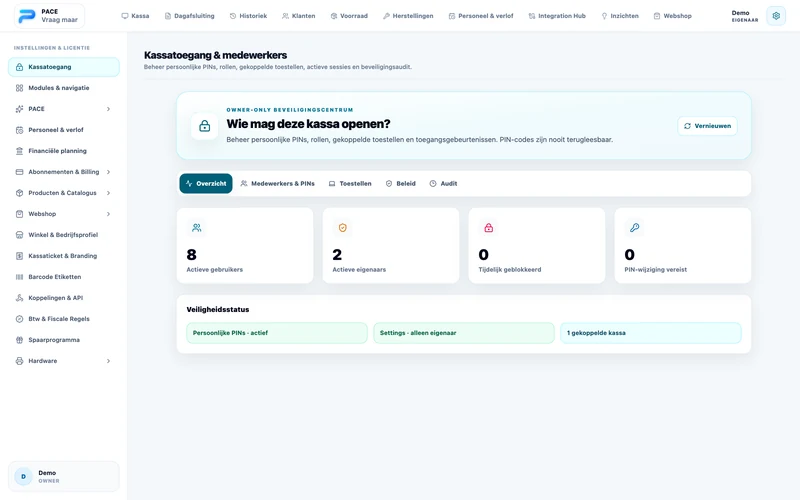 PACE
Vraag maar
Kassa
Dagafsluiting
Historiek
Klanten
Voorraad
Herstellingen
Personeel & verlof
Integration Hub
Inzichten
Webshop
Demo
EIGENAAR
INSTELLINGEN & LICENTIE
Kassatoegang
Modules & navigatie
PACE
Personeel & verlof
Financiële planning
Abonnementen & Billing
Producten & Catalogus
Webshop
Winkel & Bedrijfsprofiel
Kassaticket & Branding
Barcode Etiketten
Koppelingen & API
Btw & Fiscale Regels
Spaarprogramma
Hardware
D
Demo
OWNER
Kassatoegang & medewerkers
Beheer persoonlijke PINs, rollen, gekoppelde toestellen, actieve sessies en beveiligingsaudit.
OWNER-ONLY BEVEILIGINGSCENTRUM
Wie mag deze kassa openen?
Beheer persoonlijke PINs, rollen, gekoppelde toestellen en toegangsgebeurtenissen. PIN-codes zijn nooit terugleesbaar.
Vernieuwen
Overzicht
Medewerkers & PINs
Toestellen
Beleid
Audit
8
Actieve gebruikers
2
Actieve eigenaars
0
Tijdelijk geblokkeerd
0
PIN-wijziging vereist
Veiligheidsstatus
Persoonlijke PINs · actief
Settings · alleen eigenaar
1 gekoppelde kassa